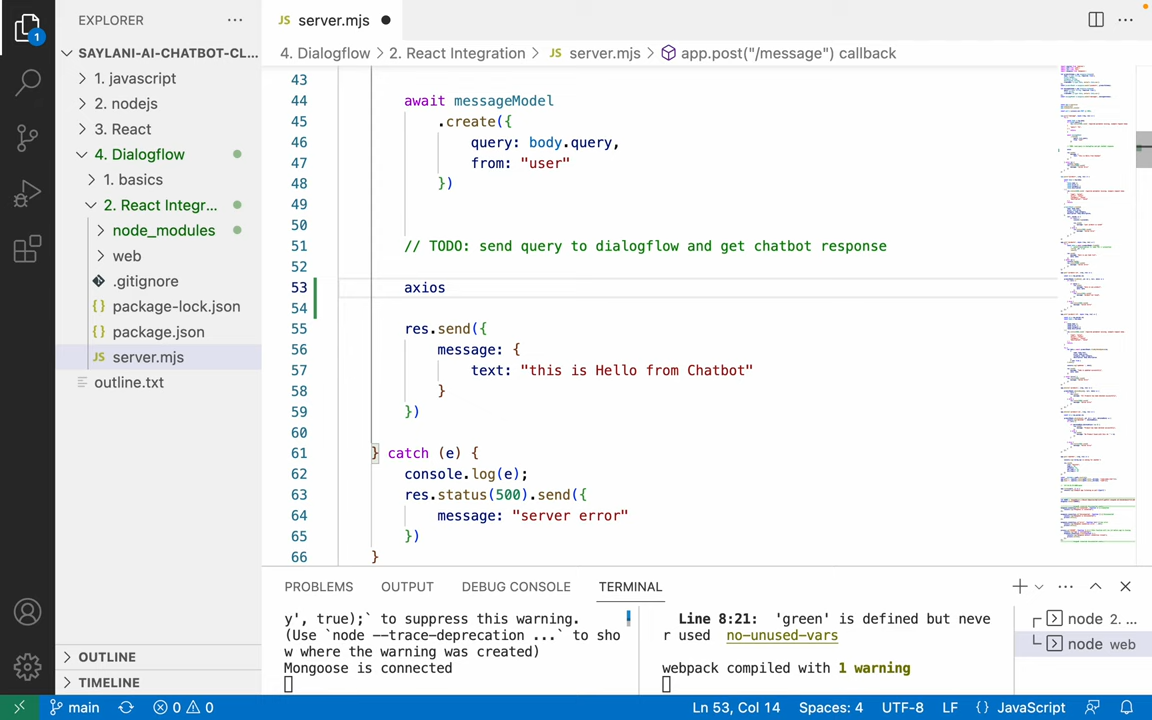 EXPLORER
SAYLANI-AI-CHATBOT-CL...
1. javascript
2. nodejs
3. React
4. Dialogflow
1. basics
2. React Integr...
node_modules
web
.gitignore
package-lock.json
package.json
JS server.mjs
outline.txt
OUTLINE
TIMELINE
1
JS server.mjs
4. Dialogflow > 2. React Integration > JS server.mjs > app.post("/message") callback
43
44 await messageModel
45 .create({
46 query: body.query,
47 from: "user"
48 })
49
50
51 // TODO: send query to dialogflow and get chatbot response
52
53 axios
54
55 res.send({
56 message: {
57 text: "this is Hello from Chatbot"
58 }
59 })
60
61 } catch (e) {
62 console.log(e);
63 res.status(500).send({
64 message: "server error"
65 })
66 }
PROBLEMS OUTPUT DEBUG CONSOLE TERMINAL
y', true);` to suppress this warning.
(Use `node --trace-deprecation ...` to sho
w where the warning was created)
Mongoose is connected
Line 8:21: 'green' is defined but neve
r used no-unused-vars
webpack compiled with 1 warning
node 2. ...
node web
main 0 0 Ln 53, Col 14 Spaces: 4 UTF-8 LF {} JavaScript